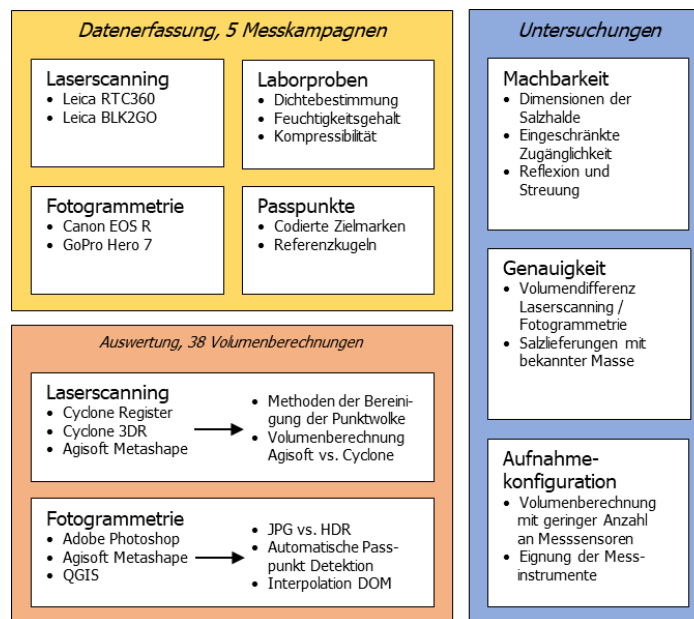 Datenerfassung, 5 Messkampagnen
Laserscanning
• Leica RTC360
• Leica BLK2GO
Laborproben
• Dichtebestimmung
• Feuchtigkeitsgehalt
• Kompressibilität
Fotogrammetrie
• Canon EOS R
• GoPro Hero 7
Passpunkte
• Codierte Zielmarken
• Referenzkugeln
Auswertung, 38 Volumenberechnungen
Laserscanning
• Cyclone Register
• Cyclone 3DR
• Agisoft Metashape
• Methoden der Bereini-
gung der Punktwolke
• Volumenberechnung
Agisoft vs. Cyclone
Fotogrammetrie
• Adobe Photoshop
• Agisoft Metashape
• QGIS
• JPG vs. HDR
• Automatische Pass-
punkt Detektion
• Interpolation DOM
Untersuchungen
Machbarkeit
• Dimensionen der
Salzhalde
• Eingeschränkte
Zugänglichkeit
• Reflexion und
Streuung
Genauigkeit
• Volumendifferenz
Laserscanning /
Fotogrammetrie
• Salzlieferungen mit
bekannter Masse
Aufnahme-
konfiguration
• Volumenberechnung
mit geringer Anzahl
an Messsensoren
• Eignung der Mess-
instrumente